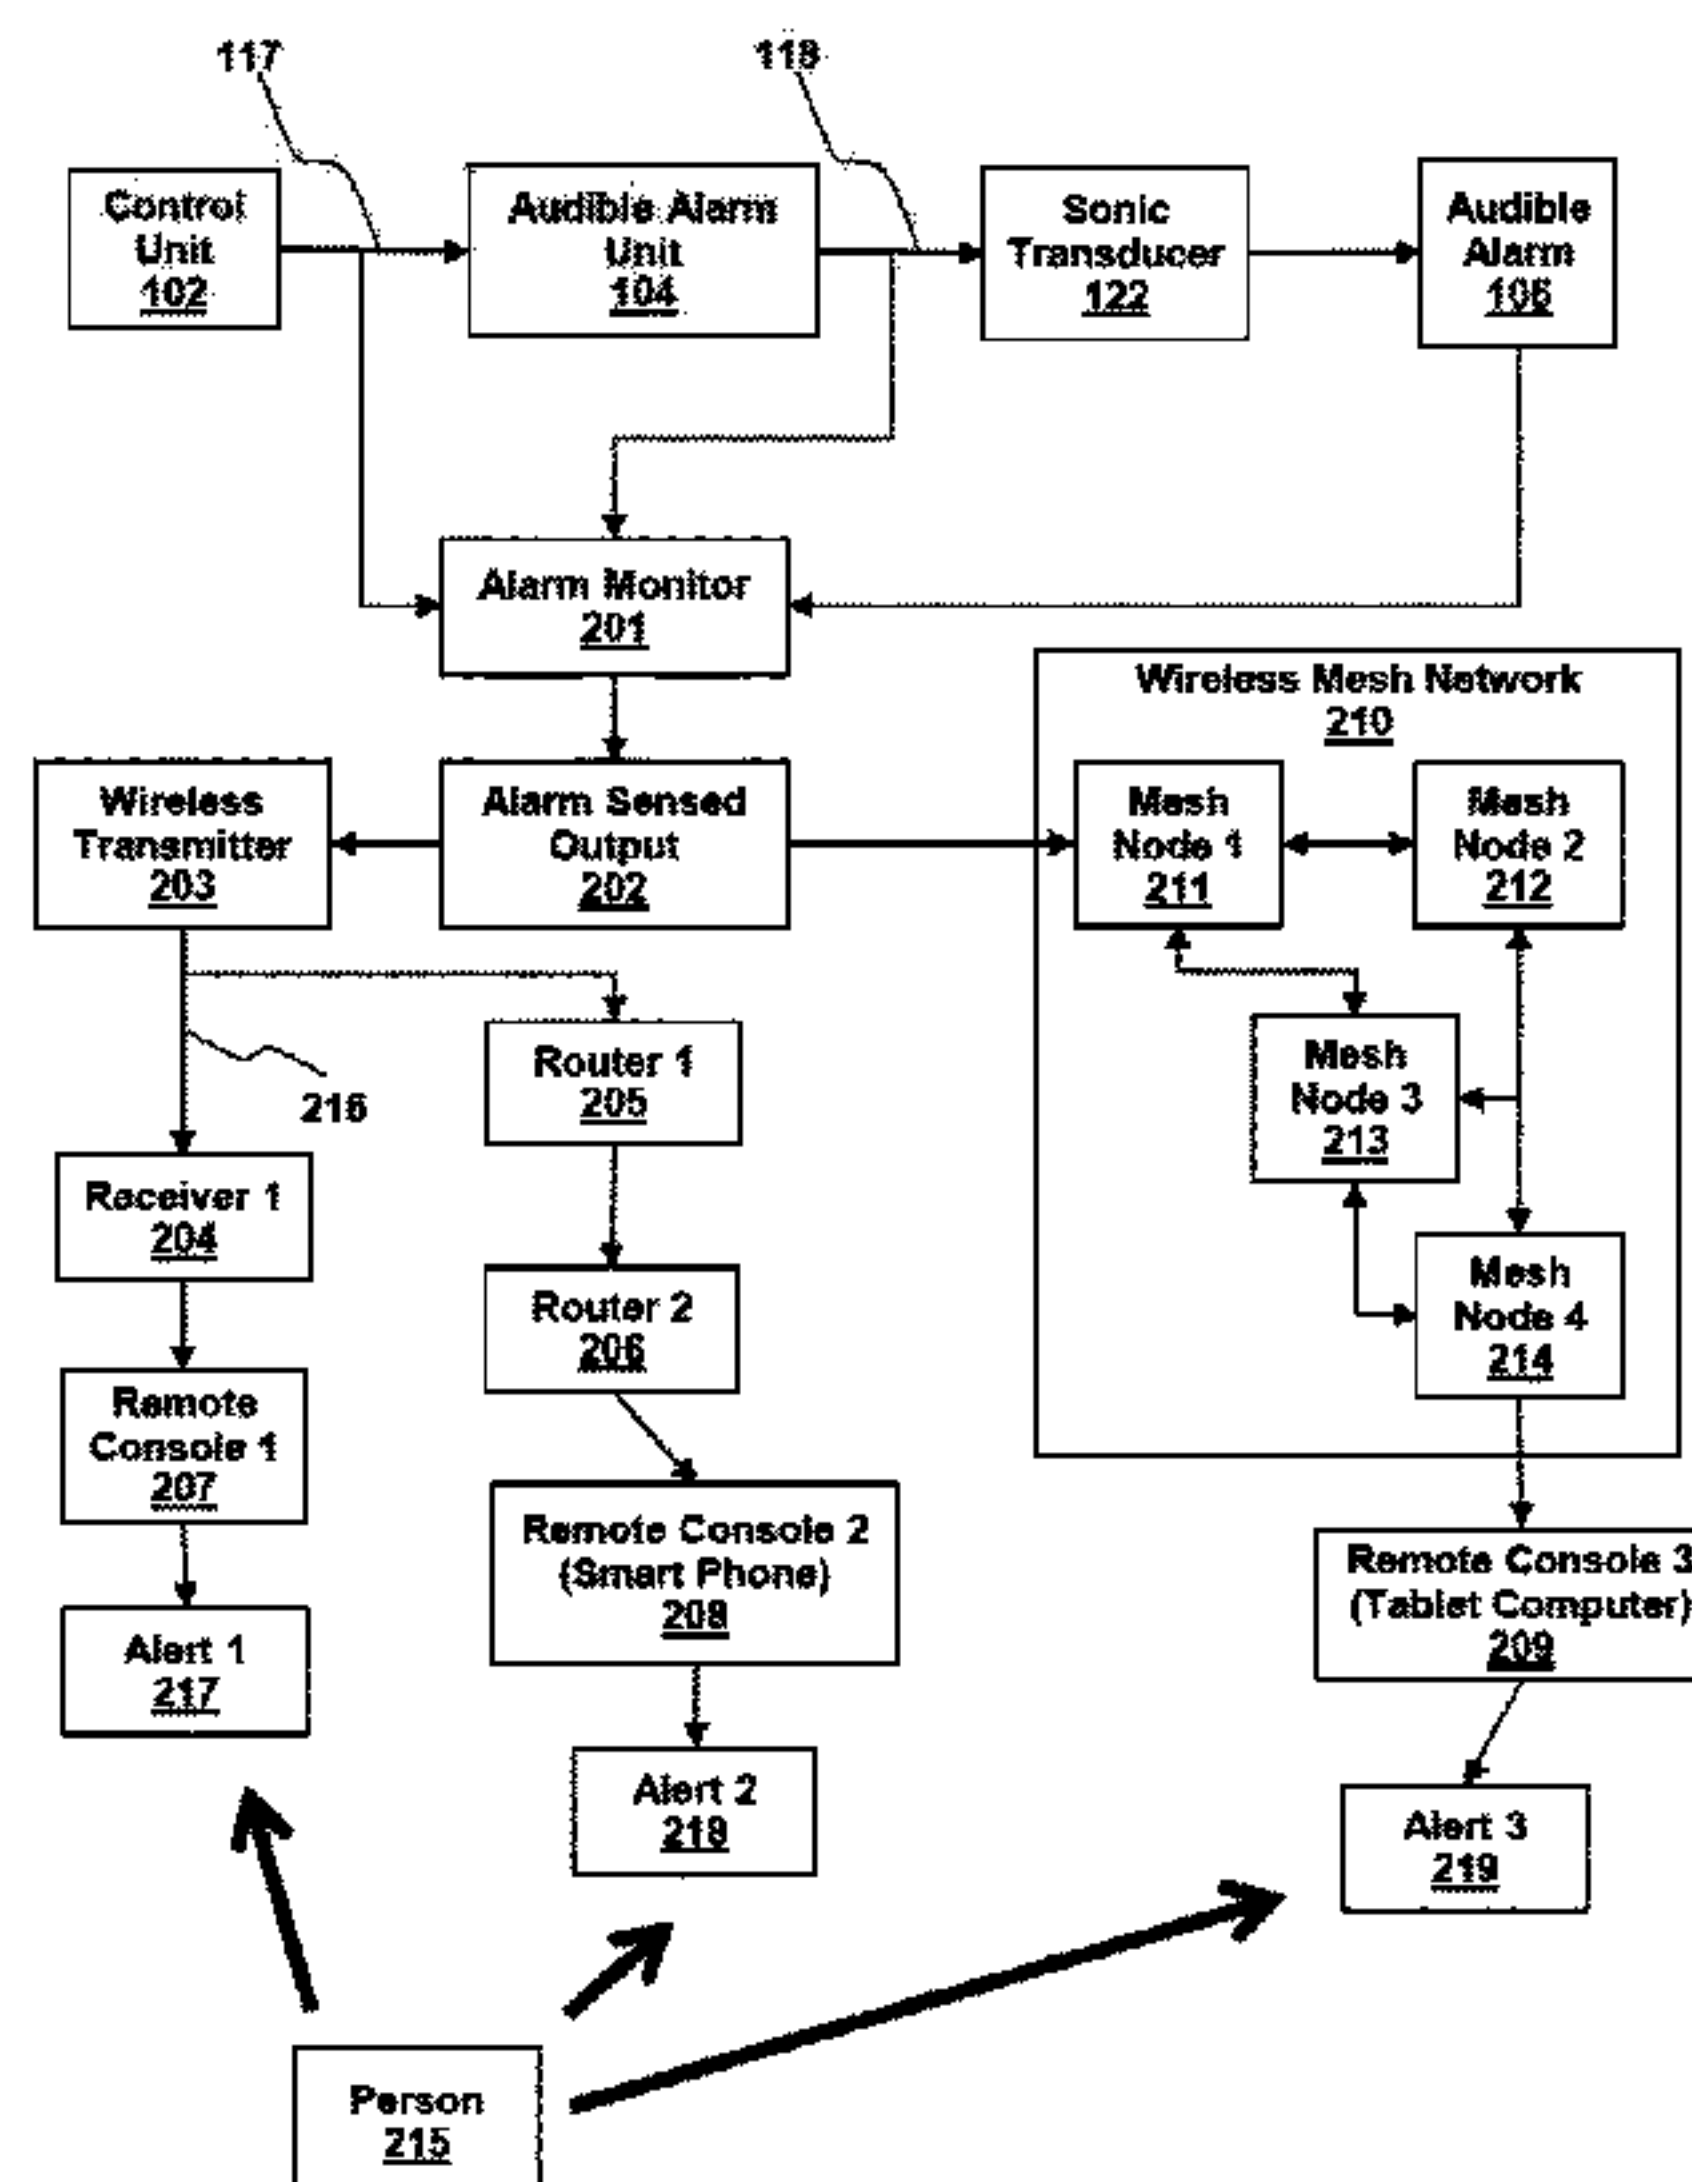 117
118
Control
Unit
102
Audible Alarm
Unit
104
Sonic
Transducer
122
Audible
Alarm
106
Alarm Monitor
201
Wireless Mesh Network
210
Wireless
Transmitter
203
Alarm Sensed
Output
202
Mesh
Node 1
211
Mesh
Node 2
212
Router 1
205
Mesh
Node 3
213
216
Receiver 1
204
Router 2
206
Mesh
Node 4
214
Remote
Console 1
207
Remote Console 2
(Smart Phone)
208
Remote Console 3
(Tablet Computer)
209
Alert 1
217
Alert 2
218
Alert 3
219
Person
215